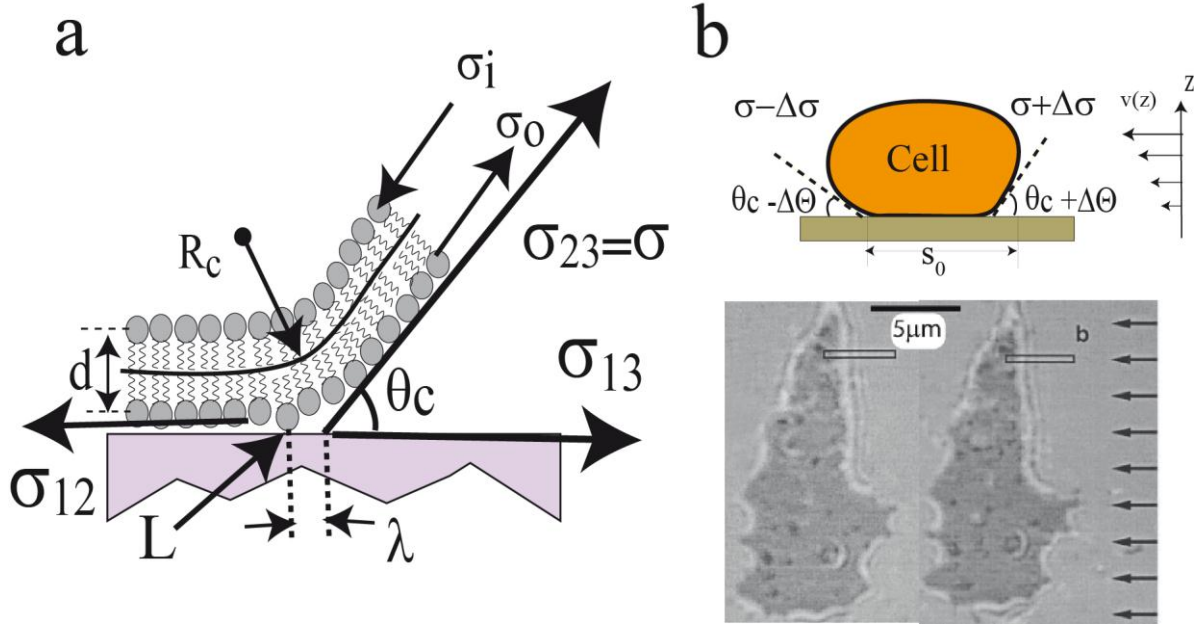 a
σi
σo
Rc
σ23=σ
d
θc
σ13
σ12
L
λ
b
σ−Δσ
σ+Δσ
v(z)
z
Cell
θc -ΔΘ
θc +ΔΘ
s0
5μm
b